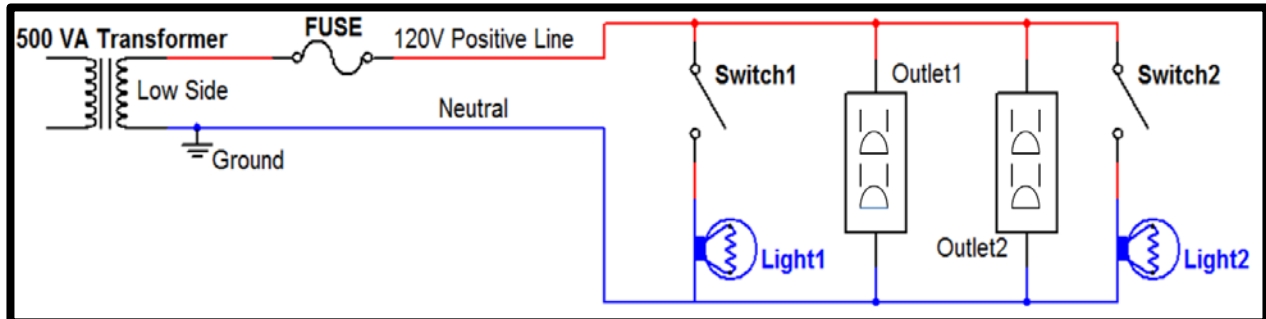 500 VA Transformer
FUSE
120V Positive Line
Low Side
Neutral
Ground
Switch1
Outlet1
Switch2
Outlet2
Light1
Light2